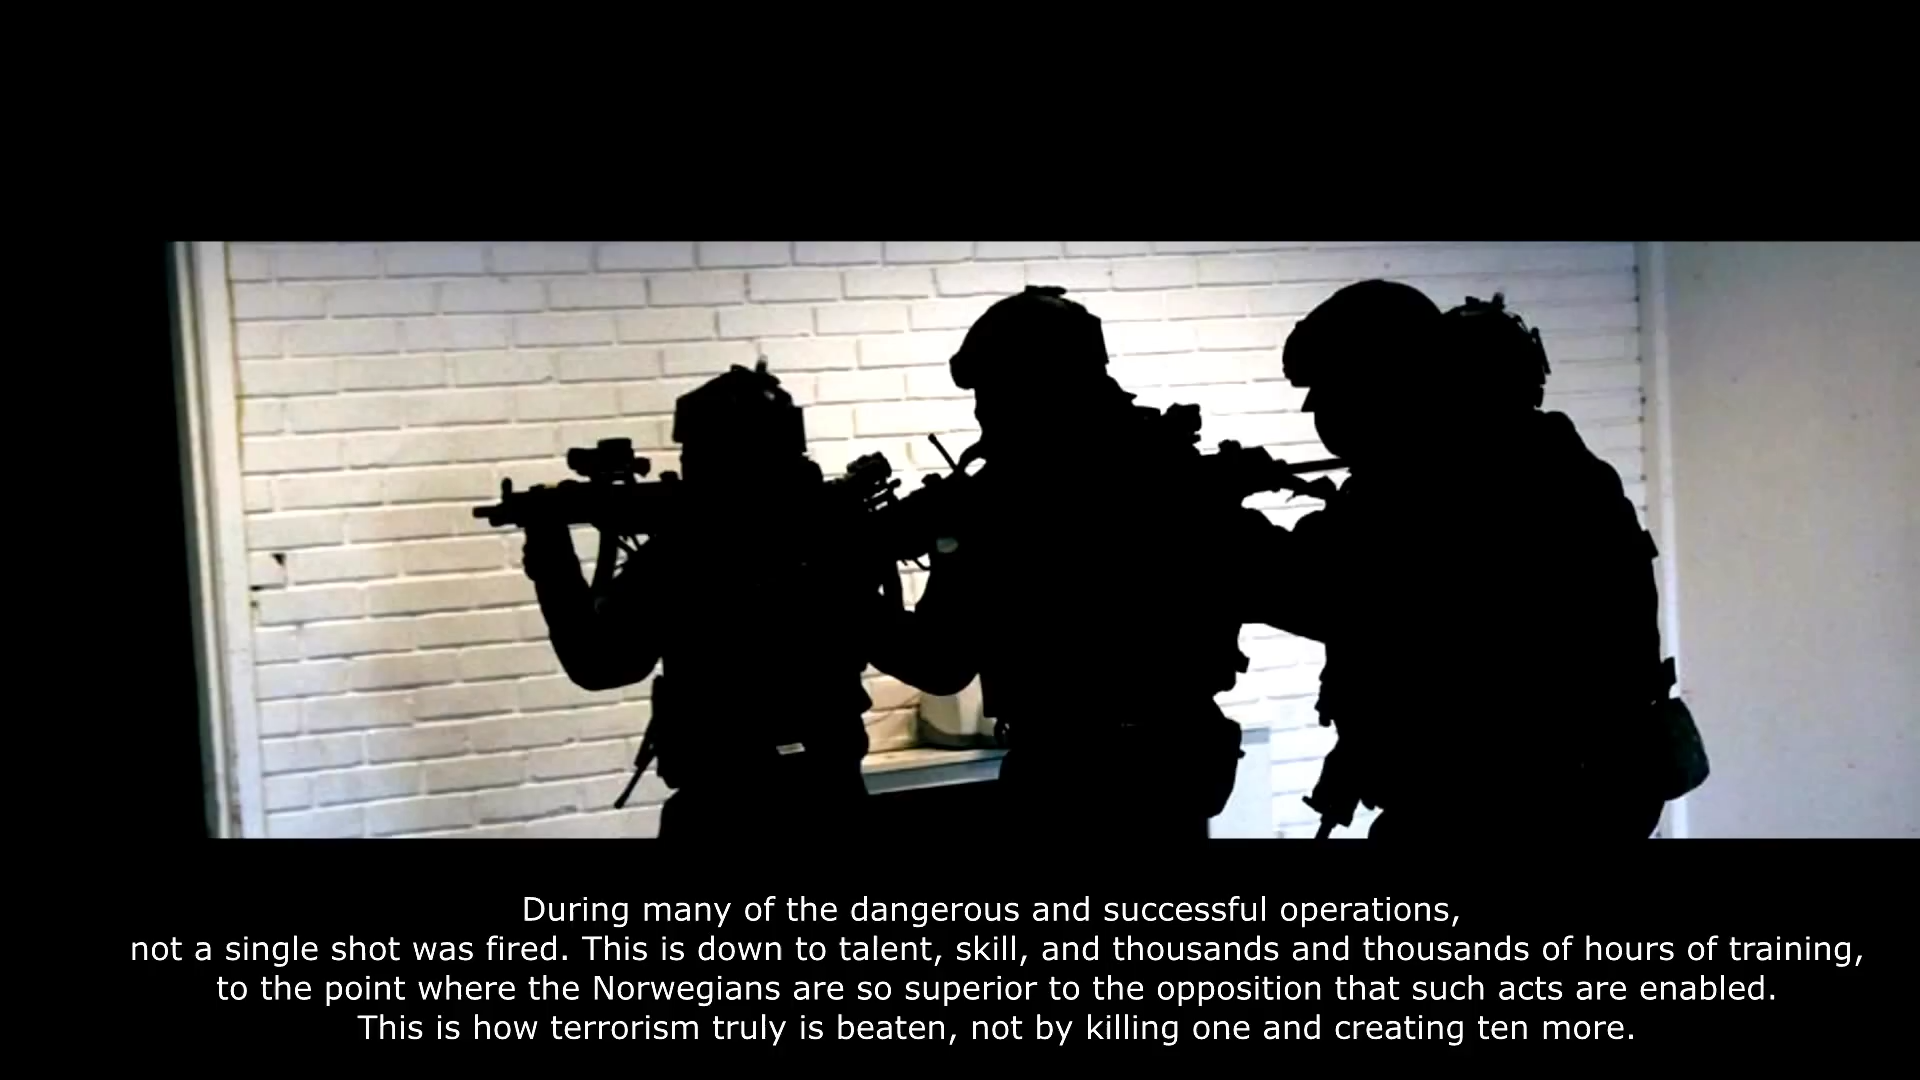 During many of the dangerous and successful operations,
not a single shot was fired. This is down to talent, skill, and thousands and thousands of hours of training,
to the point where the Norwegians are so superior to the opposition that such acts are enabled.
This is how terrorism truly is beaten, not by killing one and creating ten more.